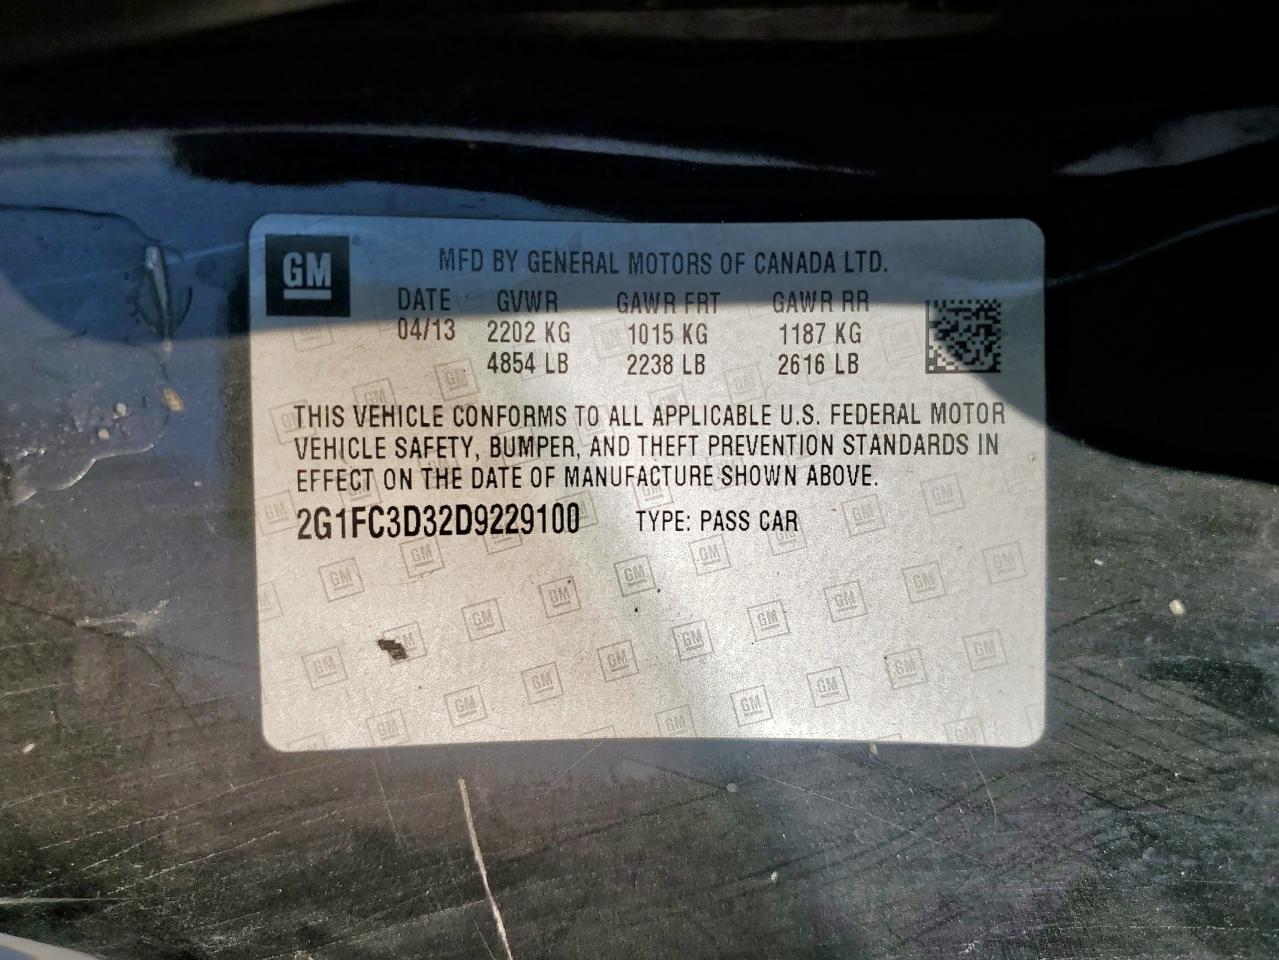 GM
MFD BY GENERAL MOTORS OF CANADA LTD.
DATE GVWR GAWR FRT GAWR RR
04/13 2202 KG 1015 KG 1187 KG
4854 LB 2238 LB 2616 LB
THIS VEHICLE CONFORMS TO ALL APPLICABLE U.S. FEDERAL MOTOR
VEHICLE SAFETY, BUMPER, AND THEFT PREVENTION STANDARDS IN
EFFECT ON THE DATE OF MANUFACTURE SHOWN ABOVE.
2G1FC3D32D9229100 TYPE: PASS CAR